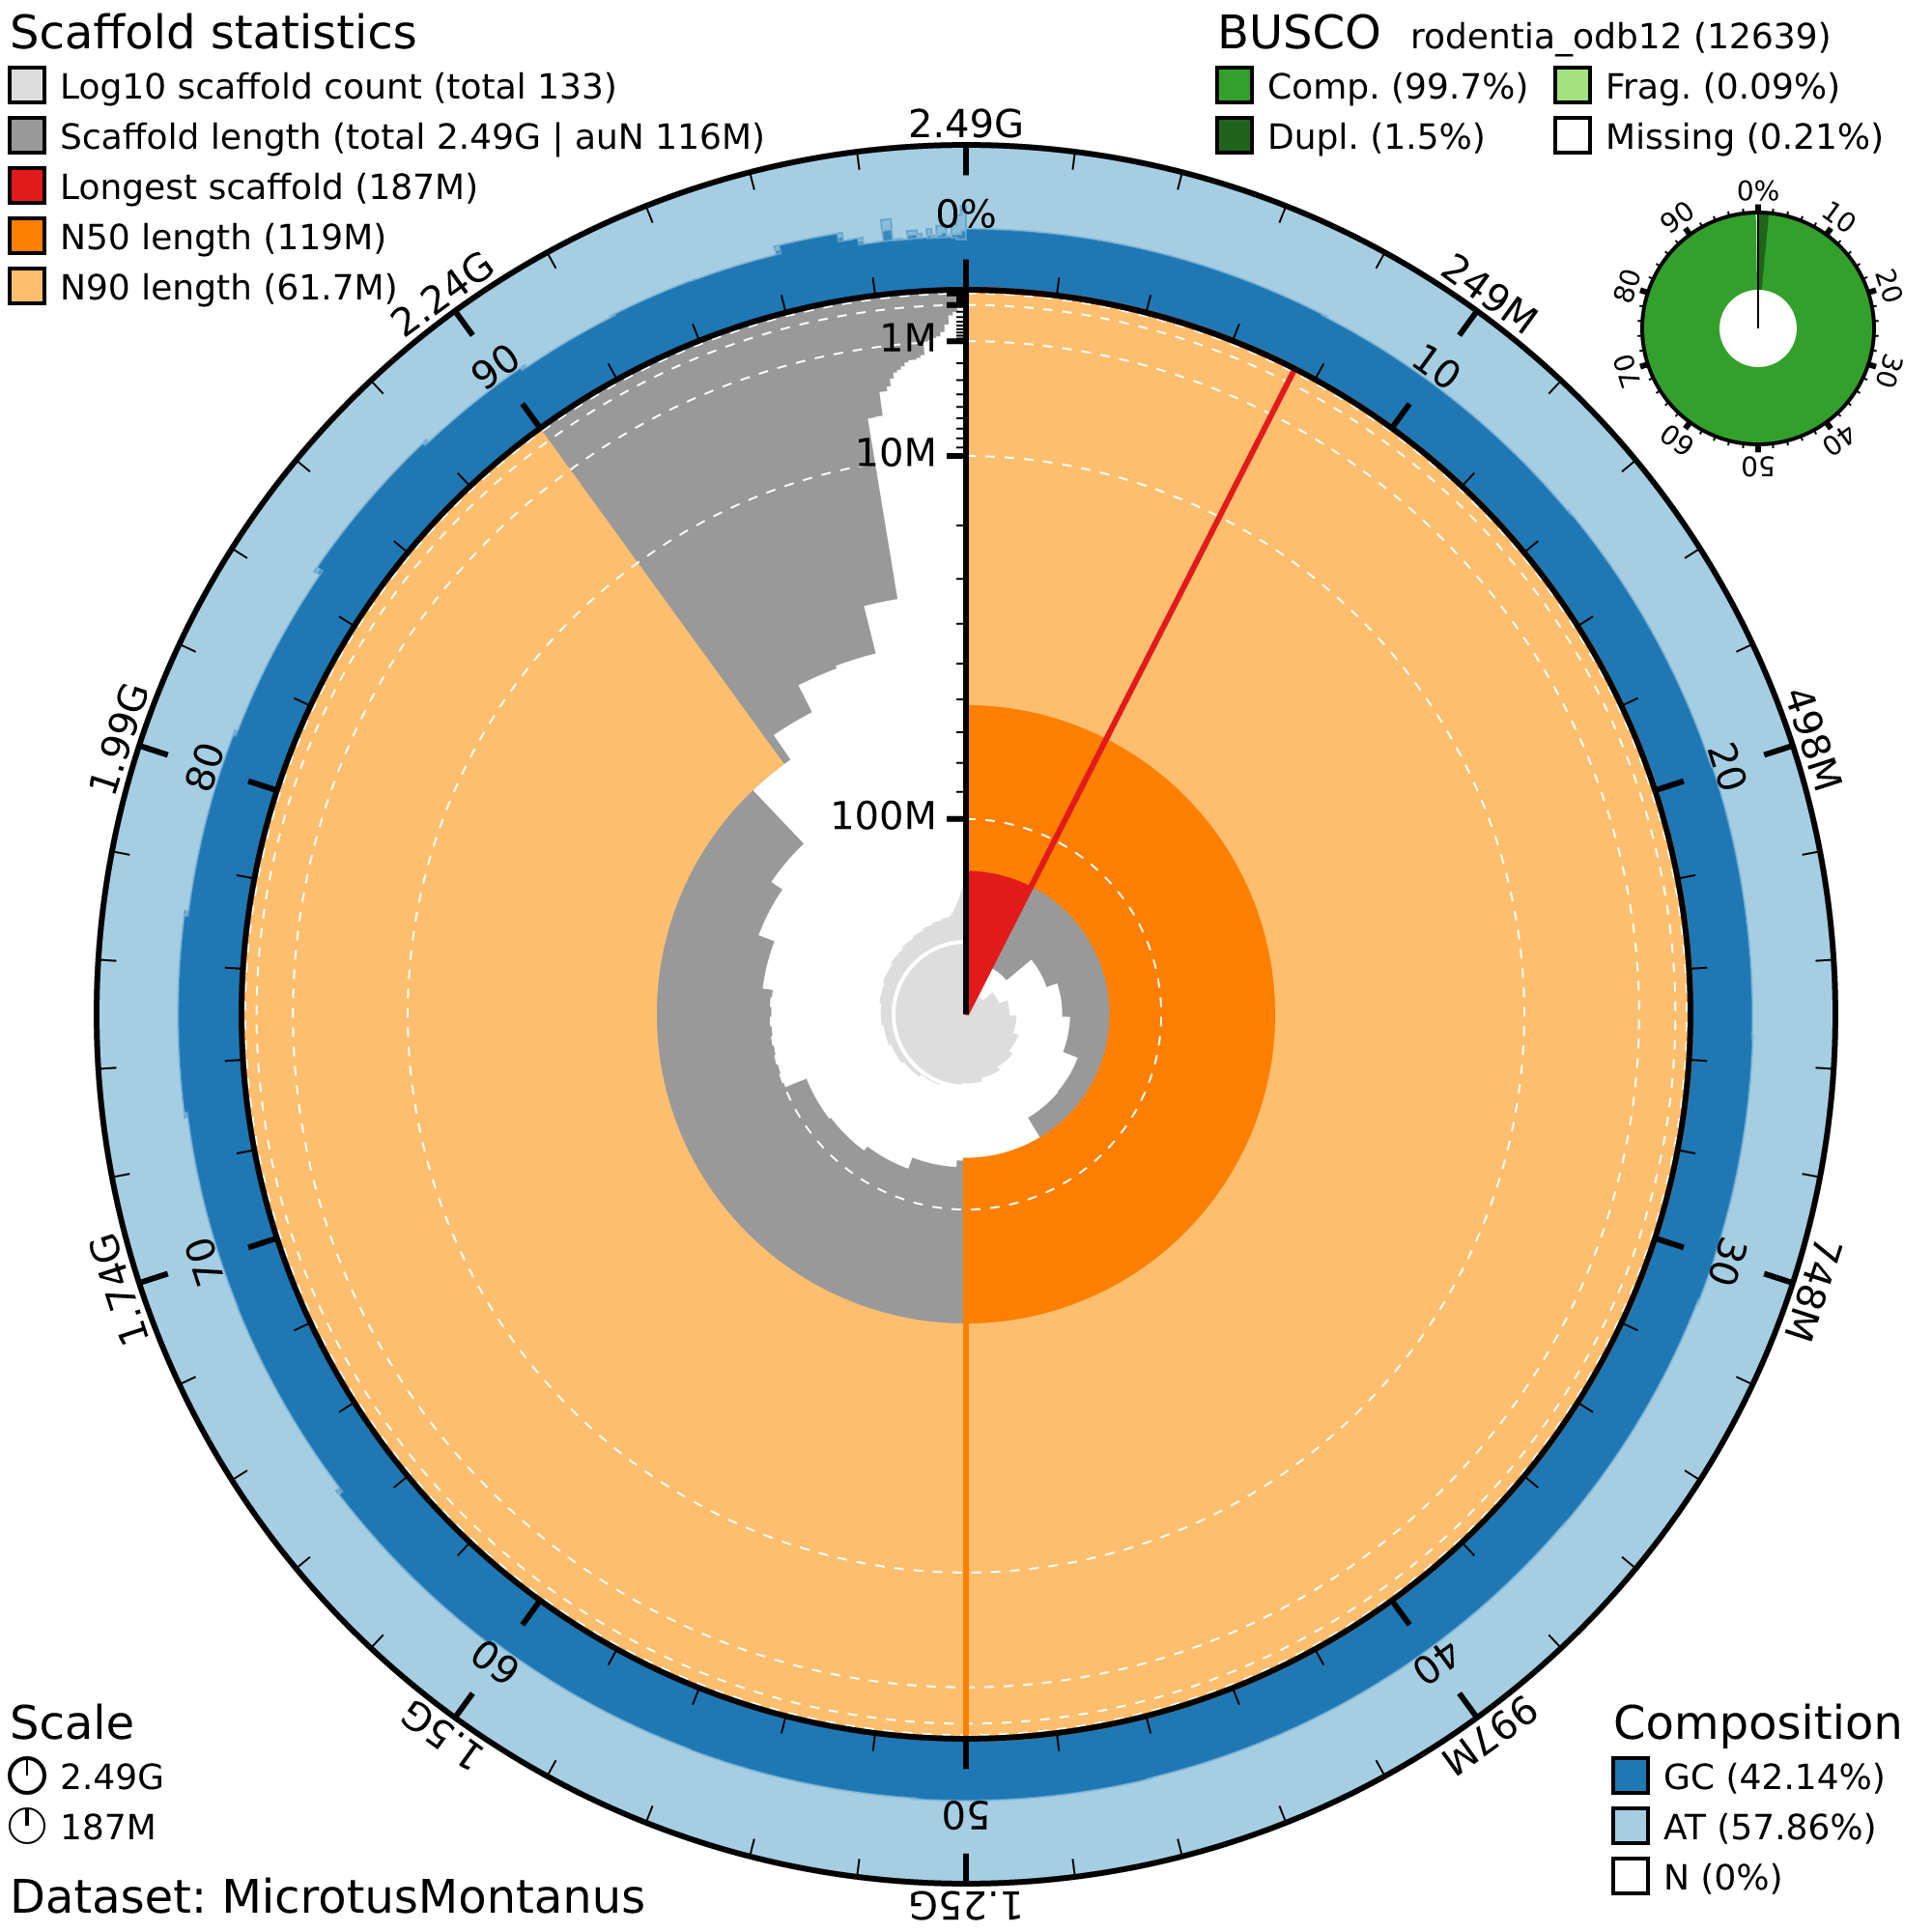 Scaffold statistics
Log10 scaffold count (total 133)
Scaffold length (total 2.49G | auN 116M)
Longest scaffold (187M)
N50 length (119M)
N90 length (61.7M)
BUSCO rodentia_odb12 (12639)
Comp. (99.7%)
Frag. (0.09%)
Dupl. (1.5%)
Missing (0.21%)
0%
10
20
30
40
50
60
70
80
90
2.49G
249M
498M
748M
997M
1.25G
1.5G
1.74G
1.99G
2.24G
0%
10
20
30
40
50
60
70
80
90
1M
10M
100M
Scale
2.49G
187M
Dataset: MicrotusMontanus
Composition
GC (42.14%)
AT (57.86%)
N (0%)